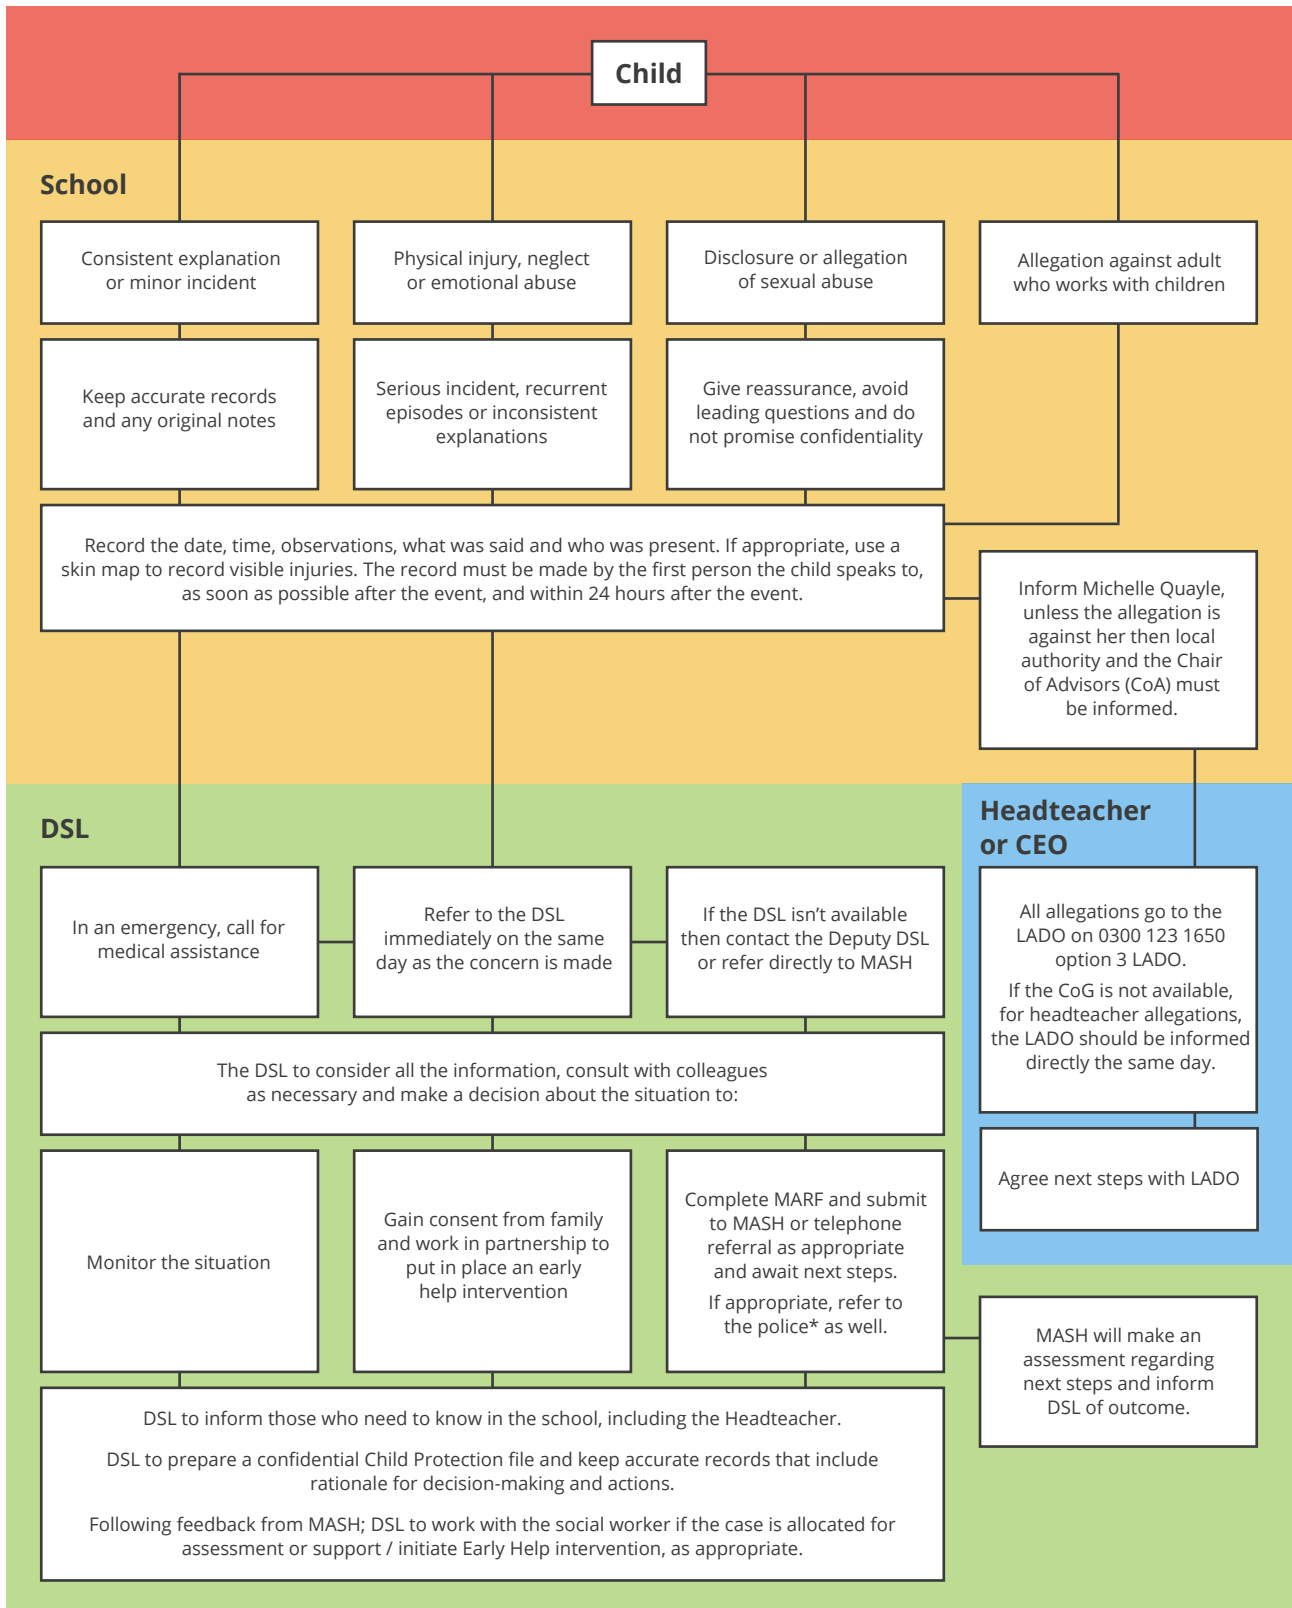 Child
School
Consistent explanation
or minor incident
Physical injury, neglect
or emotional abuse
Disclosure or allegation
of sexual abuse
Allegation against adult
who works with children
Keep accurate records
and any original notes
Serious incident, recurrent
episodes or inconsistent
explanations
Give reassurance, avoid
leading questions and do
not promise confidentiality
Record the date, time, observations, what was said and who was present. If appropriate, use a
skin map to record visible injuries. The record must be made by the first person the child speaks to,
as soon as possible after the event, and within 24 hours after the event.
Inform Michelle Quayle,
unless the allegation is
against her then local
authority and the Chair
of Advisors (CoA) must
be informed.
DSL
In an emergency, call for
medical assistance
Refer to the DSL
immediately on the same
day as the concern is made
If the DSL isn’t available
then contact the Deputy DSL
or refer directly to MASH
Headteacher
or CEO
All allegations go to the
LADO on 0300 123 1650
option 3 LADO.
If the CoG is not available,
for headteacher allegations,
the LADO should be informed
directly the same day.
The DSL to consider all the information, consult with colleagues
as necessary and make a decision about the situation to:
Agree next steps with LADO
Monitor the situation
Gain consent from family
and work in partnership to
put in place an early
help intervention
Complete MARF and submit
to MASH or telephone
referral as appropriate
and await next steps.
If appropriate, refer to
the police* as well.
MASH will make an
assessment regarding
next steps and inform
DSL of outcome.
DSL to inform those who need to know in the school, including the Headteacher.
DSL to prepare a confidential Child Protection file and keep accurate records that include
rationale for decision-making and actions.
Following feedback from MASH; DSL to work with the social worker if the case is allocated for
assessment or support / initiate Early Help intervention, as appropriate.